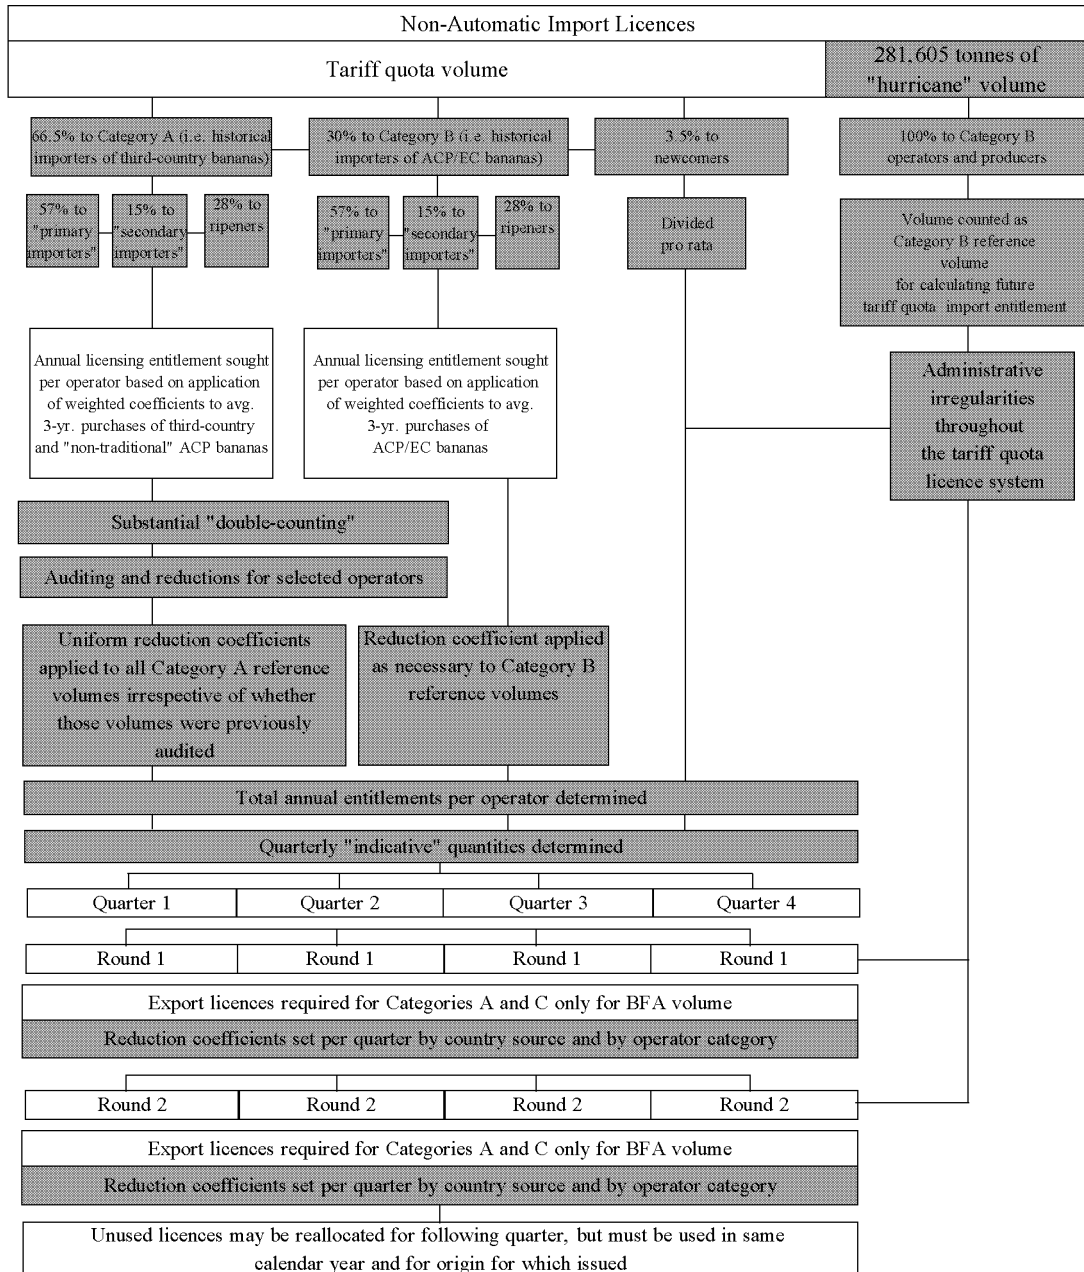 Non-Automatic Import Licences
Tariff quota volume
281,605 tonnes of
"hurricane" volume
66.5% to Category A (i.e. historical
importers of third-country bananas)
30% to Category B (i.e. historical
importers of ACP/EC bananas)
3.5% to
newcomers
100% to Category B
operators and producers
57% to
"primary
importers"
15% to
"secondary
importers"
28% to
ripeners
57% to
"primary
importers"
15% to
"secondary
importers"
28% to
ripeners
Divided
pro rata
Volume counted as
Category B reference
volume
for calculating future
tariff quota import entitlement
Annual licensing entitlement sought
per operator based on application
of weighted coefficients to avg.
3-yr. purchases of third-country
and "non-traditional" ACP bananas
Annual licensing entitlement sought
per operator based on application
of weighted coefficients to avg.
3-yr. purchases of
ACP/EC bananas
Administrative
irregularities
throughout
the tariff quota
licence system
Substantial "double-counting"
Auditing and reductions for selected operators
Uniform reduction coefficients
applied to all Category A reference
volumes irrespective of whether
those volumes were previously
audited
Reduction coefficient applied
as necessary to Category B
reference volumes
Total annual entitlements per operator determined
Quarterly "indicative" quantities determined
Quarter 1 Quarter 2 Quarter 3 Quarter 4
Round 1 Round 1 Round 1 Round 1
Export licences required for Categories A and C only for BFA volume
Reduction coefficients set per quarter by country source and by operator category
Round 2 Round 2 Round 2 Round 2
Export licences required for Categories A and C only for BFA volume
Reduction coefficients set per quarter by country source and by operator category
Unused licences may be reallocated for following quarter, but must be used in same
calendar year and for origin for which issued